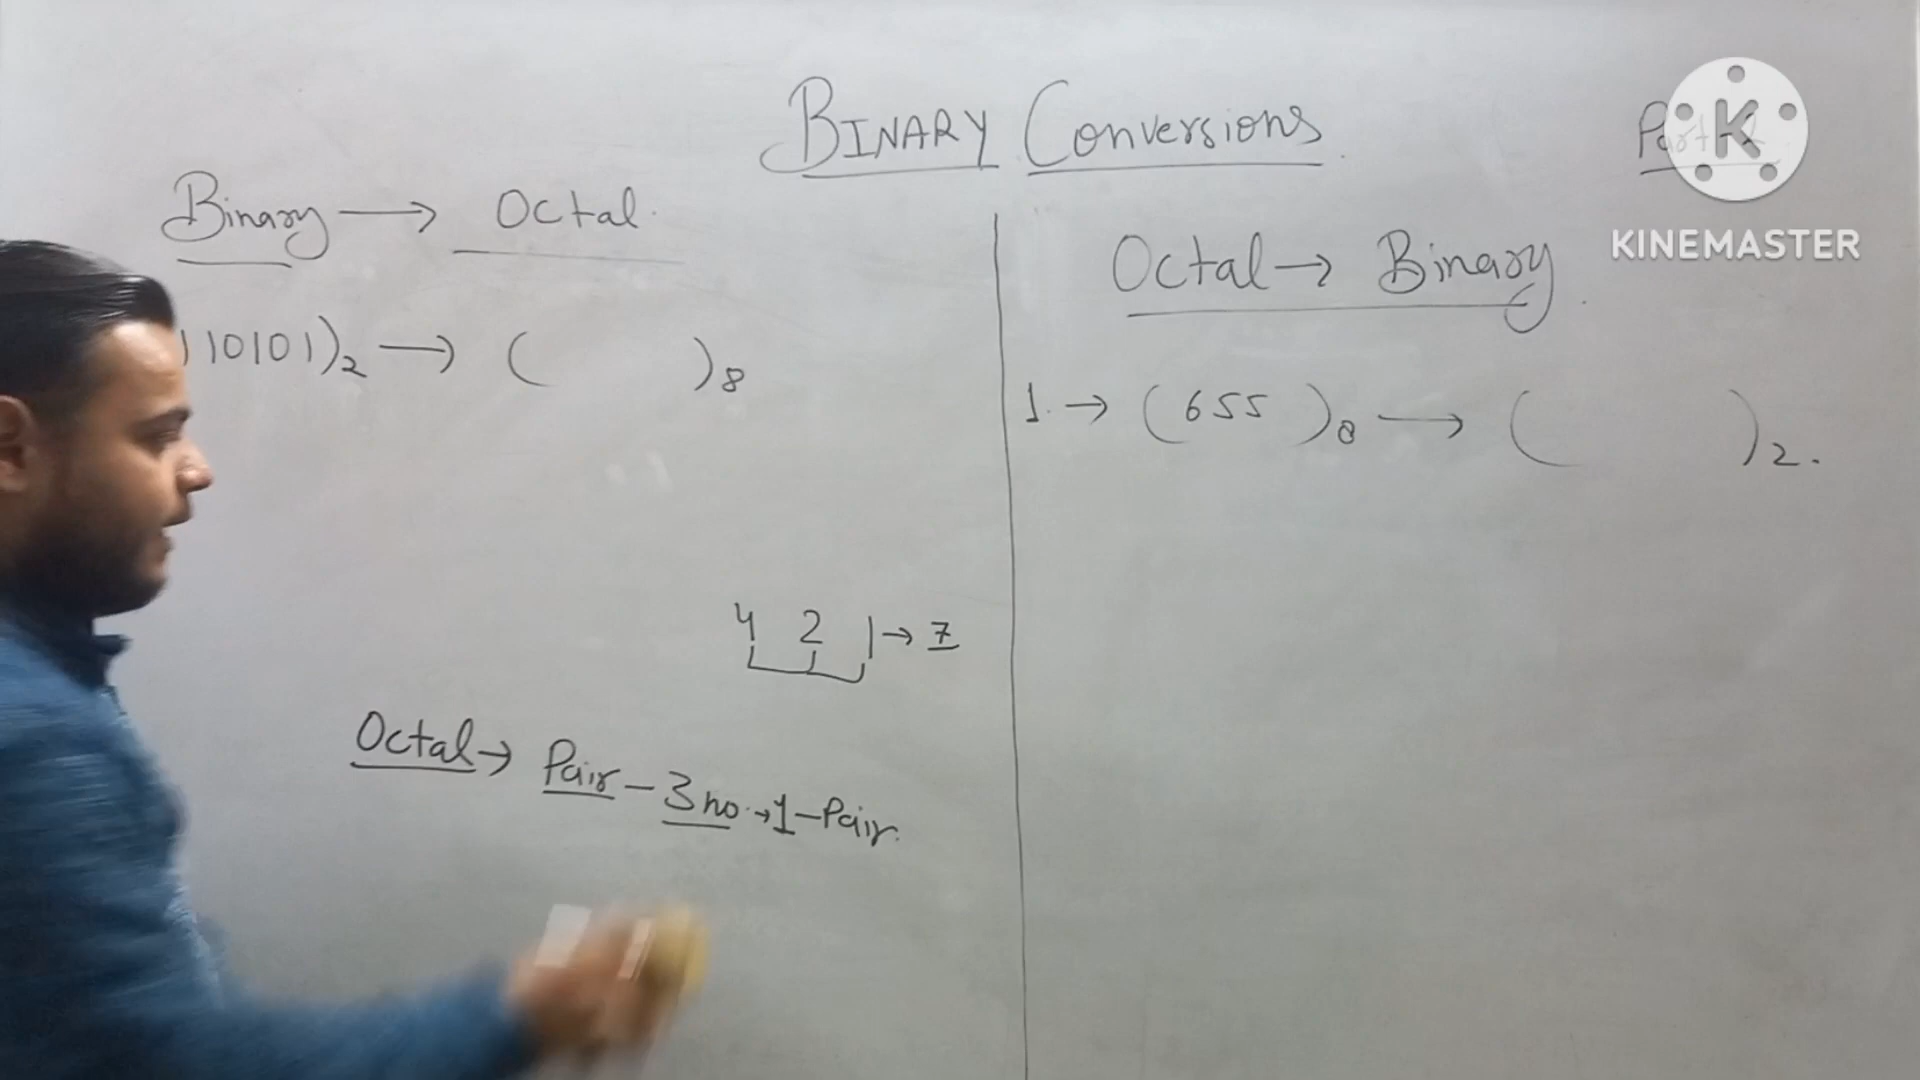 BINARY Conversions
KINEMASTER
Binary → Octal
110101)₂ → ( )₈
4 2 1 → 7
Octal → Pair - 3 no. → 1 - Pair.
Octal → Binary
1. → (655)₈ → ( )₂.